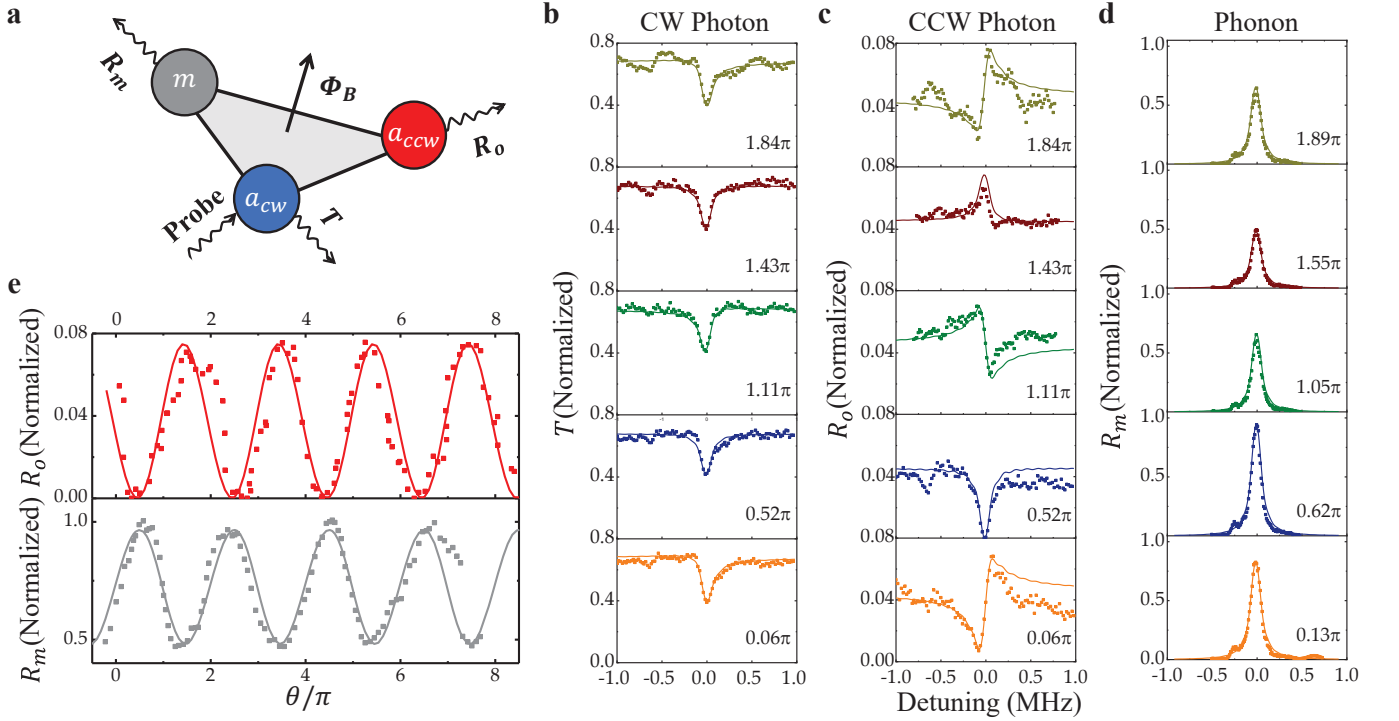 a
m
R_m
Φ_B
a_ccw
R_o
a_cw
Probe
T
b
CW Photon
T (Normalized)
0.8
0.4
1.84π
0.8
0.4
1.43π
0.8
0.4
1.11π
0.8
0.4
0.52π
0.8
0.4
0.06π
0.0
-1.0 -0.5 0.0 0.5 1.0
c
CCW Photon
R_o (Normalized)
0.08
0.04
1.84π
0.08
0.04
1.43π
0.08
0.04
1.11π
0.08
0.04
0.52π
0.08
0.04
0.06π
0.00
-1.0 -0.5 0.0 0.5 1.0
Detuning (MHz)
d
Phonon
R_m (Normalized)
1.0
0.5
1.89π
1.0
0.5
1.55π
1.0
0.5
1.05π
1.0
0.5
0.62π
1.0
0.5
0.13π
0.0
-1.0 -0.5 0.0 0.5 1.0
e
0 2 4 6 8
R_o (Normalized)
0.08
0.04
0.00
R_m (Normalized)
1.0
0.5
0 2 4 6 8
θ/π